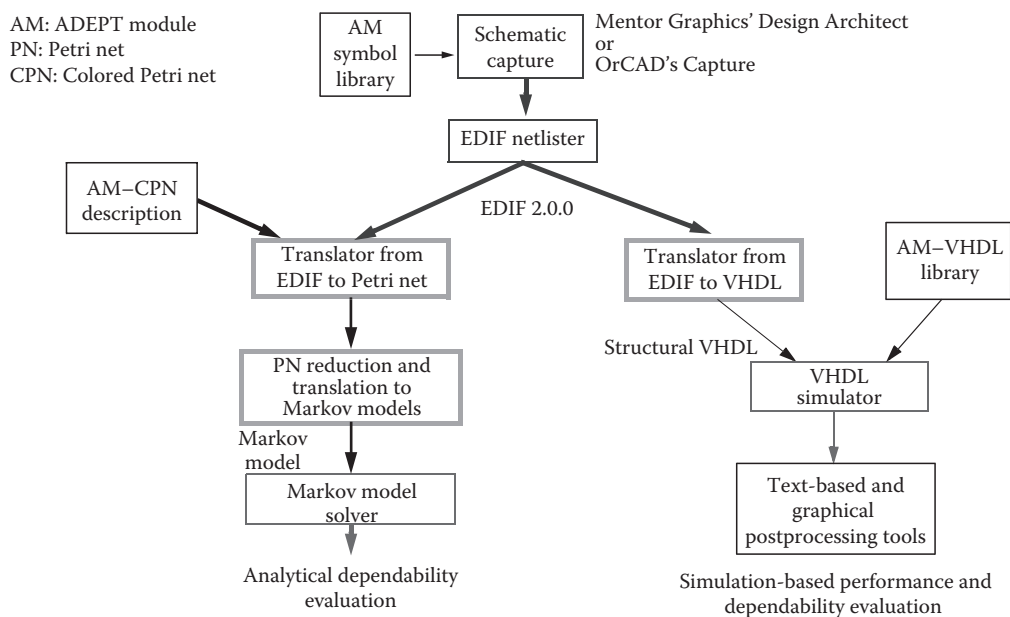 AM: ADEPT module
PN: Petri net
CPN: Colored Petri net
AM
symbol
library
Schematic
capture
Mentor Graphics' Design Architect
or
OrCAD's Capture
EDIF netlister
AM–CPN
description
EDIF 2.0.0
Translator from
EDIF to Petri net
Translator from
EDIF to VHDL
AM–VHDL
library
PN reduction and
translation to
Markov models
Structural VHDL
VHDL
simulator
Markov
model
Markov model
solver
Text-based and
graphical
postprocessing tools
Analytical dependability
evaluation
Simulation-based performance and
dependability evaluation